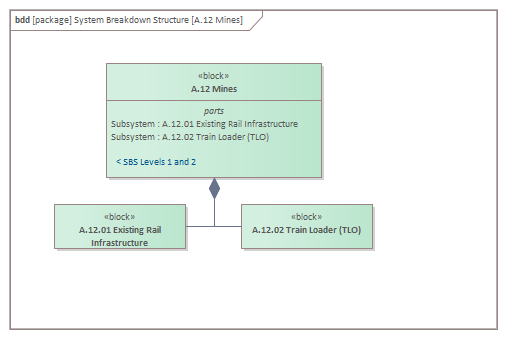 bdd [package] System Breakdown Structure [A.12 Mines]
«block»
A.12 Mines
parts
Subsystem : A.12.01 Existing Rail Infrastructure
Subsystem : A.12.02 Train Loader (TLO)
< SBS Levels 1 and 2
«block»
A.12.01 Existing Rail
Infrastructure
«block»
A.12.02 Train Loader (TLO)